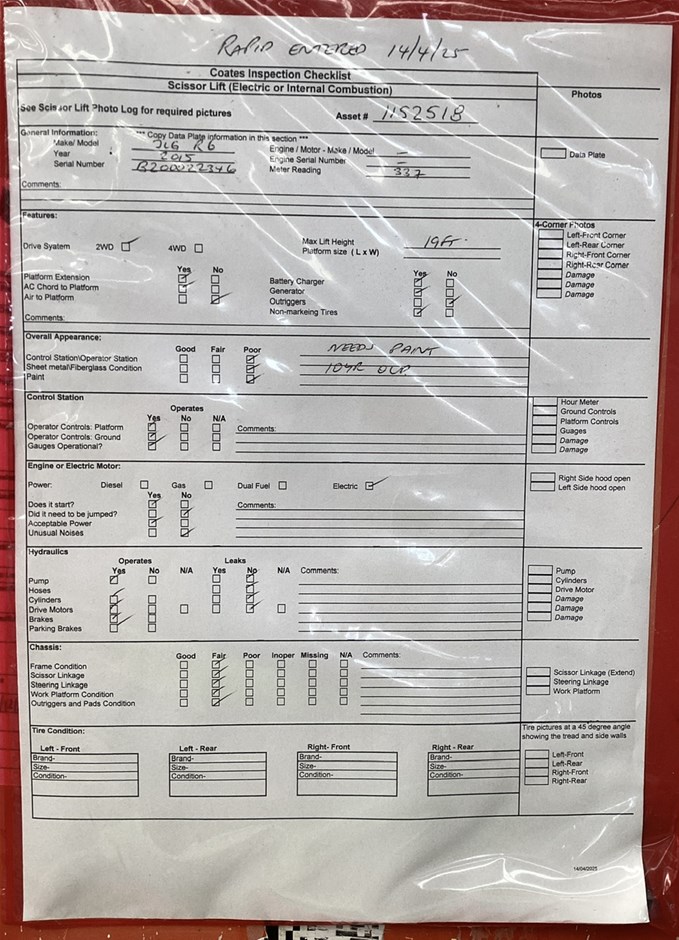 RAPID ENTERED 14/4/25
Coates Inspection Checklist
Scissor Lift (Electric or Internal Combustion)
Photos
See Scissor Lift Photo Log for required pictures Asset # 1152518
General Information: *** Copy Data Plate information in this section ***
Make/ Model JLG R6 Engine / Motor - Make / Model -
Year 2015 Engine Serial Number -
Serial Number B200022346 Meter Reading 337
Data Plate
Comments:
Features:
Drive System 2WD 4WD Max Lift Height 19FT.
Platform size ( L x W)
Yes No Yes No
Platform Extension Battery Charger
AC Chord to Platform Generator
Air to Platform Outriggers
Non-markeing Tires
Comments:
4-Corner Photos
Left-Front Corner
Left-Rear Corner
Right-Front Corner
Right-Rear Corner
Damage
Damage
Damage
Overall Appearance:
Good Fair Poor NEEDS PAINT
Control Station\Operator Station
Sheet metal\Fiberglass Condition 10YR OLD
Paint
Control Station
Operates
Yes No N/A
Operator Controls: Platform Comments:
Operator Controls: Ground
Gauges Operational?
Hour Meter
Ground Controls
Platform Controls
Guages
Damage
Damage
Engine or Electric Motor:
Power: Diesel Gas Dual Fuel Electric
Yes No
Does it start? Comments:
Did it need to be jumped?
Acceptable Power
Unusual Noises
Right Side hood open
Left Side hood open
Hydraulics
Operates Leaks
Yes No N/A Yes No N/A Comments:
Pump
Hoses
Cylinders
Drive Motors
Brakes
Parking Brakes
Pump
Cylinders
Drive Motor
Damage
Damage
Damage
Chassis:
Good Fair Poor Inoper Missing N/A Comments:
Frame Condition
Scissor Linkage
Steering Linkage
Work Platform Condition
Outriggers and Pads Condition
Scissor Linkage (Extend)
Steering Linkage
Work Platform
Tire Condition:
Left - Front Left - Rear Right- Front Right - Rear
Brand- Brand- Brand- Brand-
Size- Size- Size- Size-
Condition- Condition- Condition- Condition-
Tire pictures at a 45 degree angle
showing the tread and side walls
Left-Front
Left-Rear
Right-Front
Right-Rear
14/04/2025